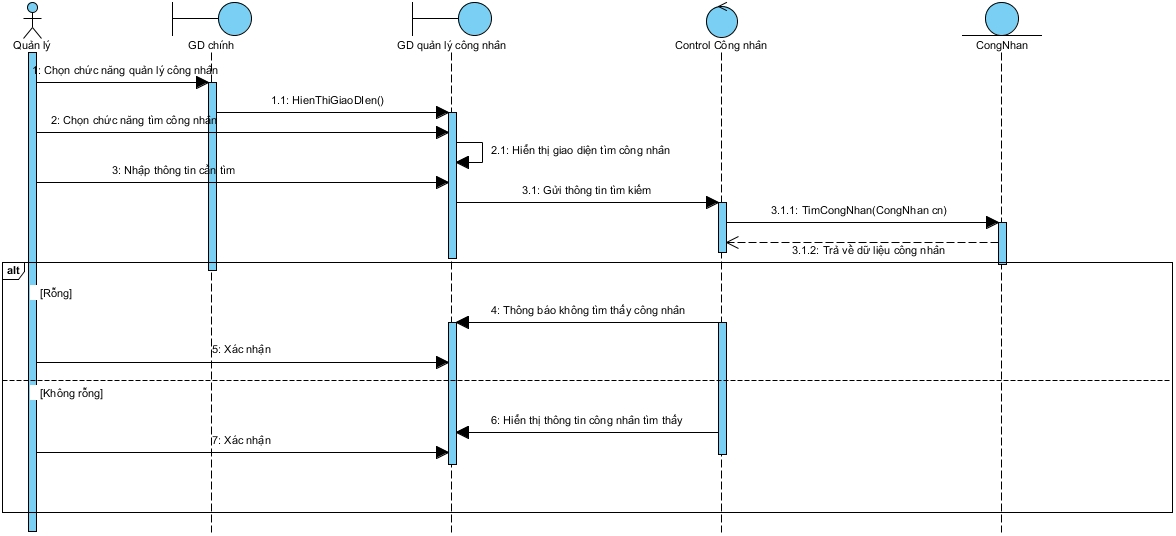 Quản lý
GD chính
GD quản lý công nhân
Control Công nhân
CongNhan
1: Chọn chức năng quản lý công nhân
1.1: HienThiGiaoDIen()
2: Chọn chức năng tìm công nhân
2.1: Hiển thị giao diện tìm công nhân
3: Nhập thông tin cần tìm
3.1: Gửi thông tin tìm kiếm
3.1.1: TimCongNhan(CongNhan cn)
3.1.2: Trả về dữ liệu công nhân
alt
[Rỗng]
4: Thông báo không tìm thấy công nhân
5: Xác nhận
[Không rỗng]
6: Hiển thị thông tin công nhân tìm thấy
7: Xác nhận